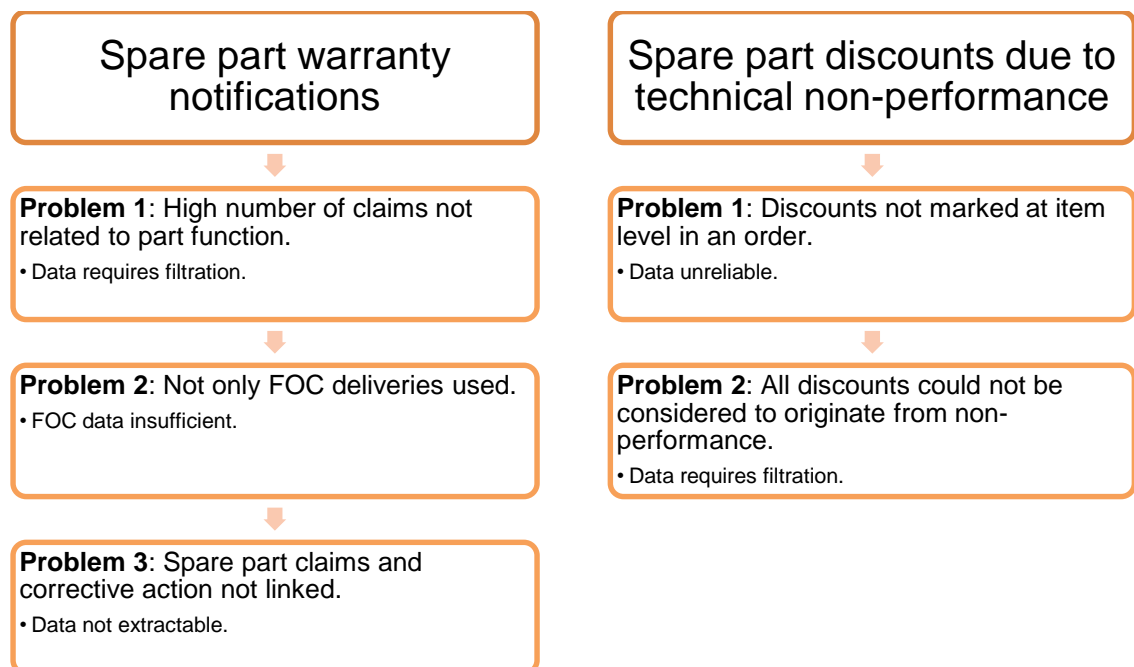 Spare part warranty
notifications
Problem 1: High number of claims not
related to part function.
• Data requires filtration.
Problem 2: Not only FOC deliveries used.
• FOC data insufficient.
Problem 3: Spare part claims and
corrective action not linked.
• Data not extractable.
Spare part discounts due to
technical non-performance
Problem 1: Discounts not marked at item
level in an order.
• Data unreliable.
Problem 2: All discounts could not be
considered to originate from non-
performance.
• Data requires filtration.